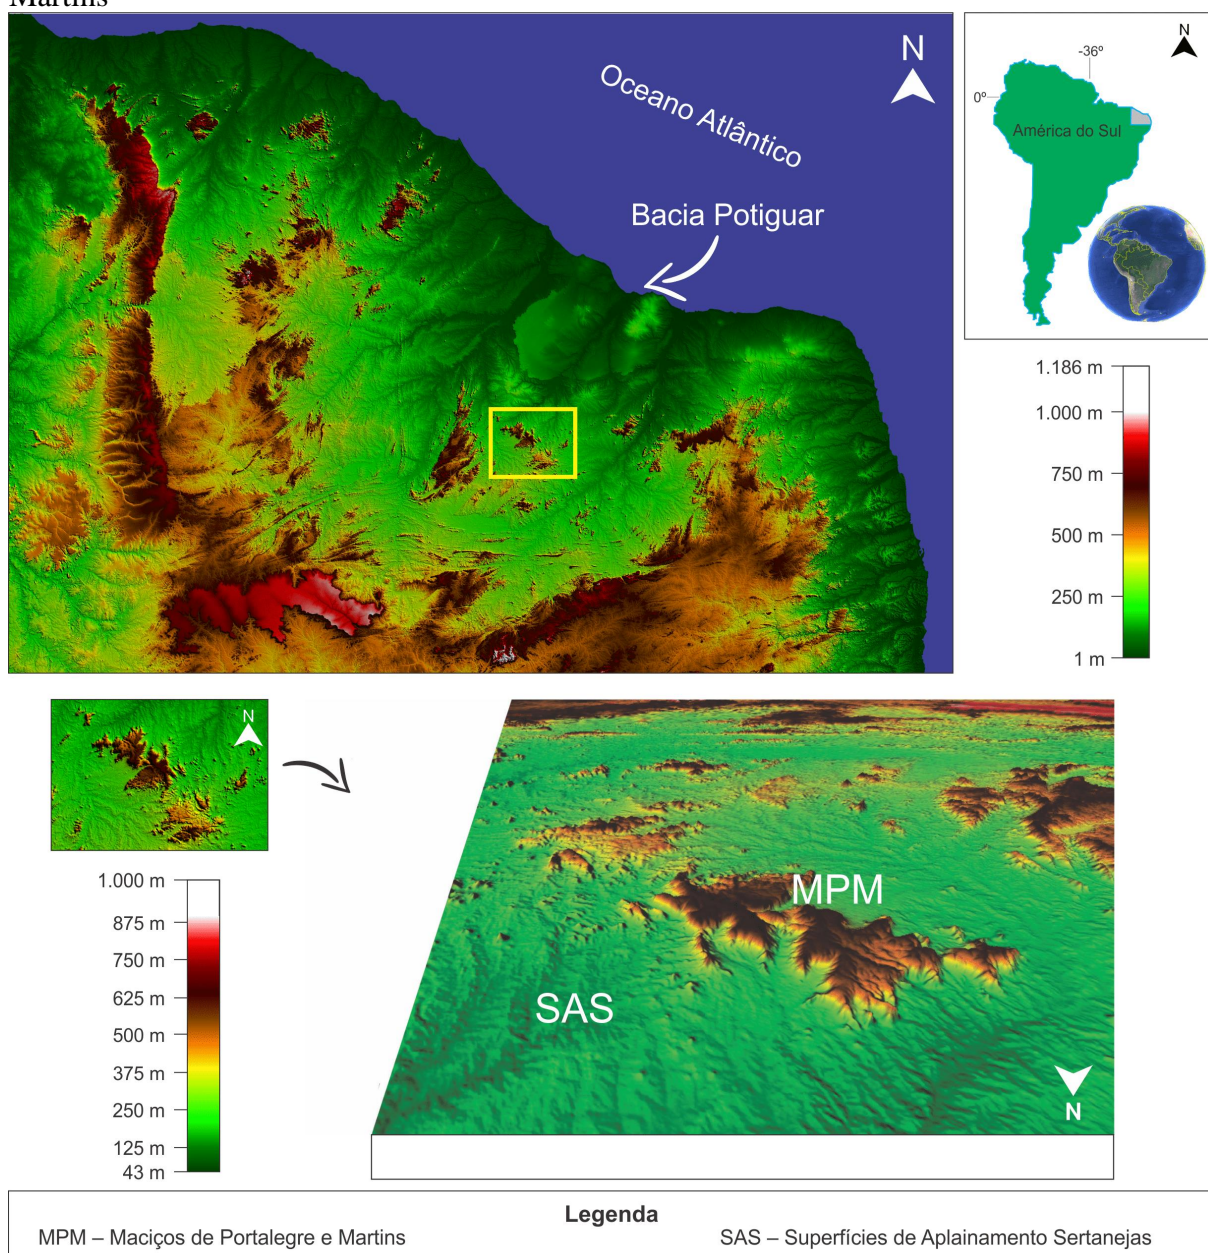 Martins
N
Oceano Atlântico
Bacia Potiguar
N
-36º
0º
América do Sul
1.186 m
1.000 m
750 m
500 m
250 m
1 m
N
1.000 m
875 m
750 m
625 m
500 m
375 m
250 m
125 m
43 m
MPM
SAS
N
Legenda
MPM – Maciços de Portalegre e Martins
SAS – Superfícies de Aplainamento Sertanejas